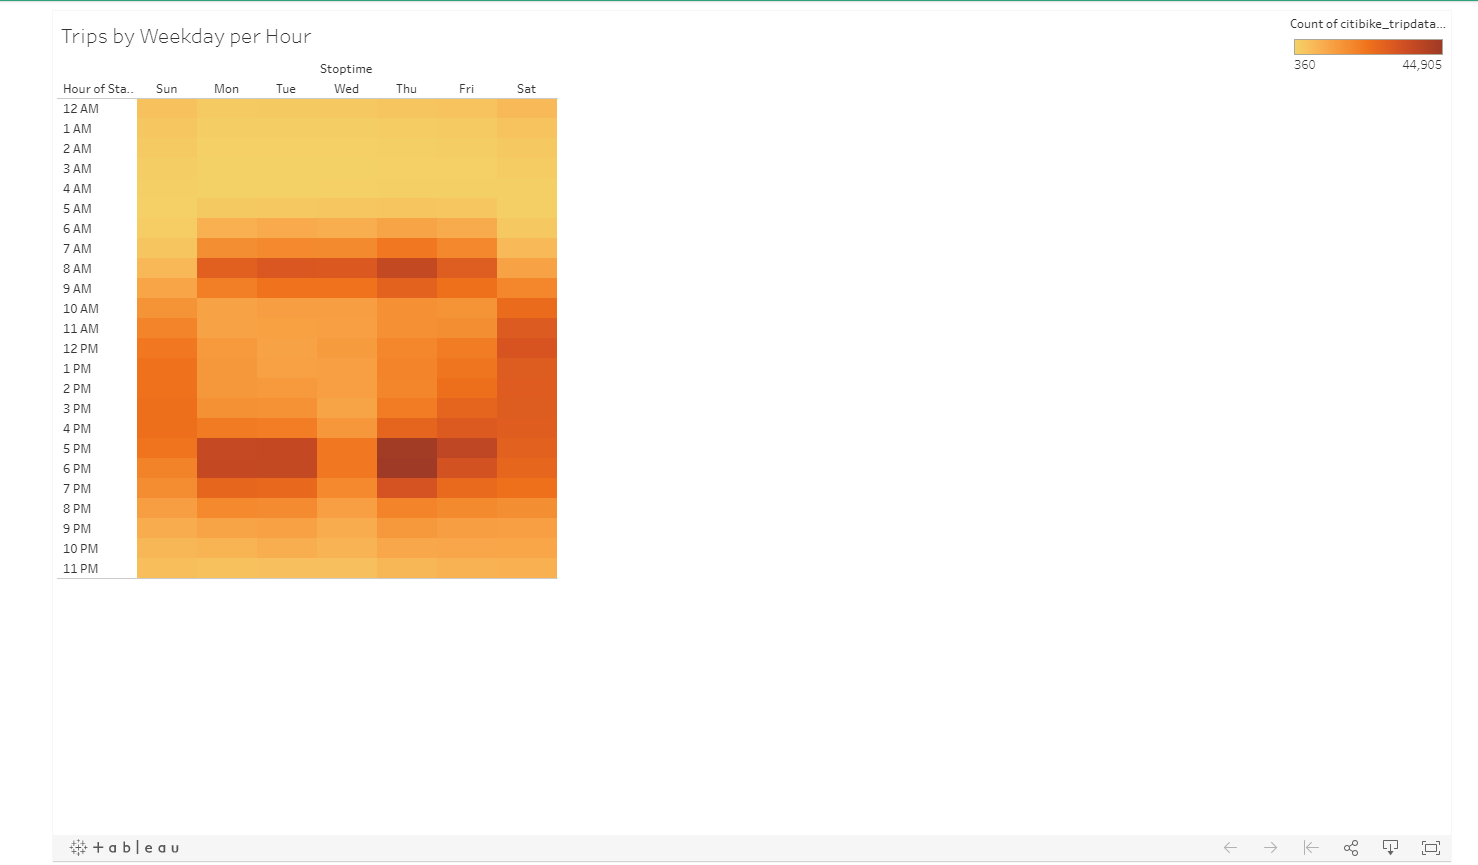 Trips by Weekday per Hour
Count of citibike_tripdata...
360 44,905
Stoptime
Hour of Sta.. Sun Mon Tue Wed Thu Fri Sat
12 AM
1 AM
2 AM
3 AM
4 AM
5 AM
6 AM
7 AM
8 AM
9 AM
10 AM
11 AM
12 PM
1 PM
2 PM
3 PM
4 PM
5 PM
6 PM
7 PM
8 PM
9 PM
10 PM
11 PM
tableau